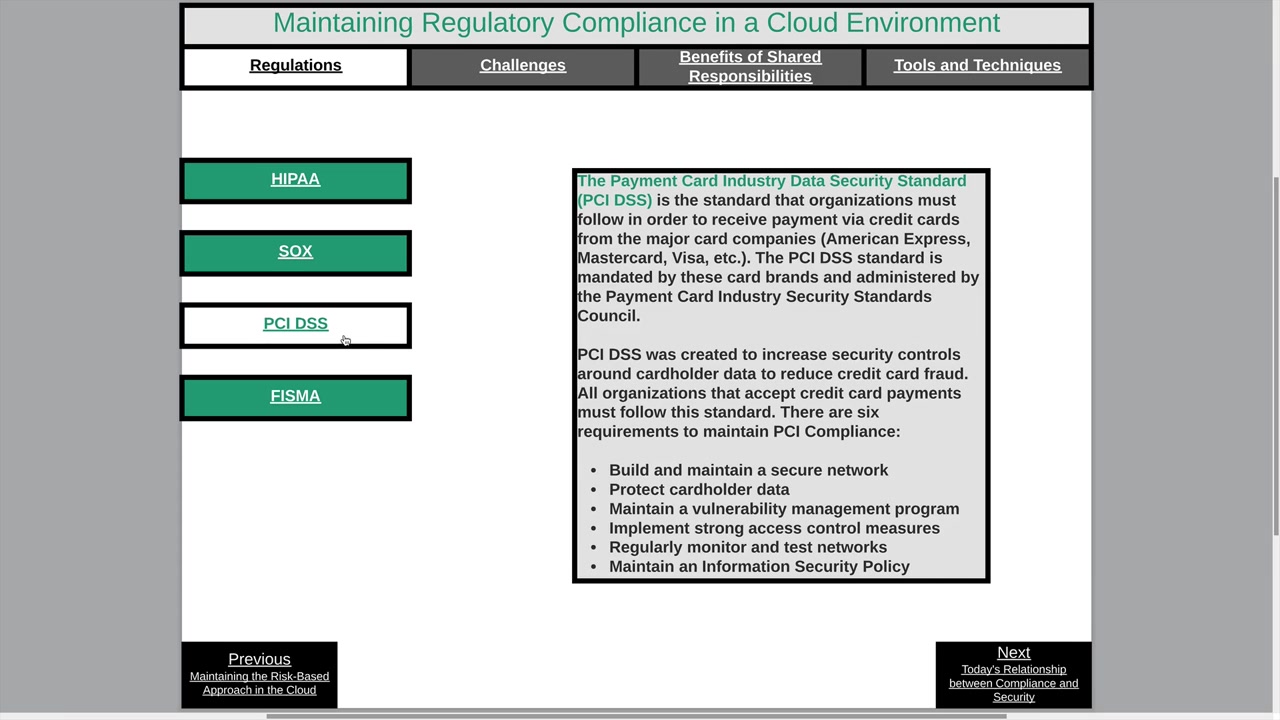 Maintaining Regulatory Compliance in a Cloud Environment
Regulations
Challenges
Benefits of Shared
Responsibilities
Tools and Techniques
HIPAA
SOX
PCI DSS
FISMA
The Payment Card Industry Data Security Standard
(PCI DSS) is the standard that organizations must
follow in order to receive payment via credit cards
from the major card companies (American Express,
Mastercard, Visa, etc.). The PCI DSS standard is
mandated by these card brands and administered by
the Payment Card Industry Security Standards
Council.
PCI DSS was created to increase security controls
around cardholder data to reduce credit card fraud.
All organizations that accept credit card payments
must follow this standard. There are six
requirements to maintain PCI Compliance:
• Build and maintain a secure network
• Protect cardholder data
• Maintain a vulnerability management program
• Implement strong access control measures
• Regularly monitor and test networks
• Maintain an Information Security Policy
Previous
Maintaining the Risk-Based
Approach in the Cloud
Next
Today's Relationship
between Compliance and
Security